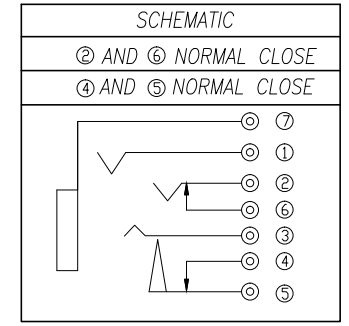 SCHEMATIC
② AND ⑥ NORMAL CLOSE
④ AND ⑤ NORMAL CLOSE
⑦
①
②
⑥
③
④
⑤